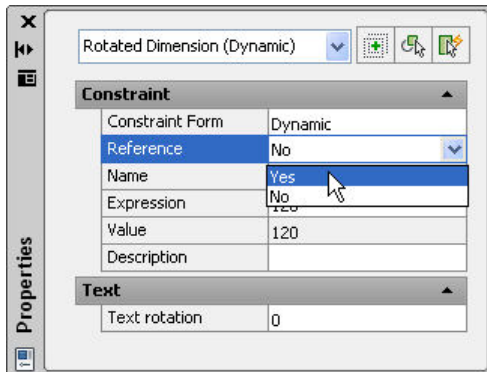 Rotated Dimension (Dynamic)
Constraint
Constraint Form Dynamic
Reference No
Name Yes
Expression No
Value 120
Description
Text
Text rotation 0
Properties